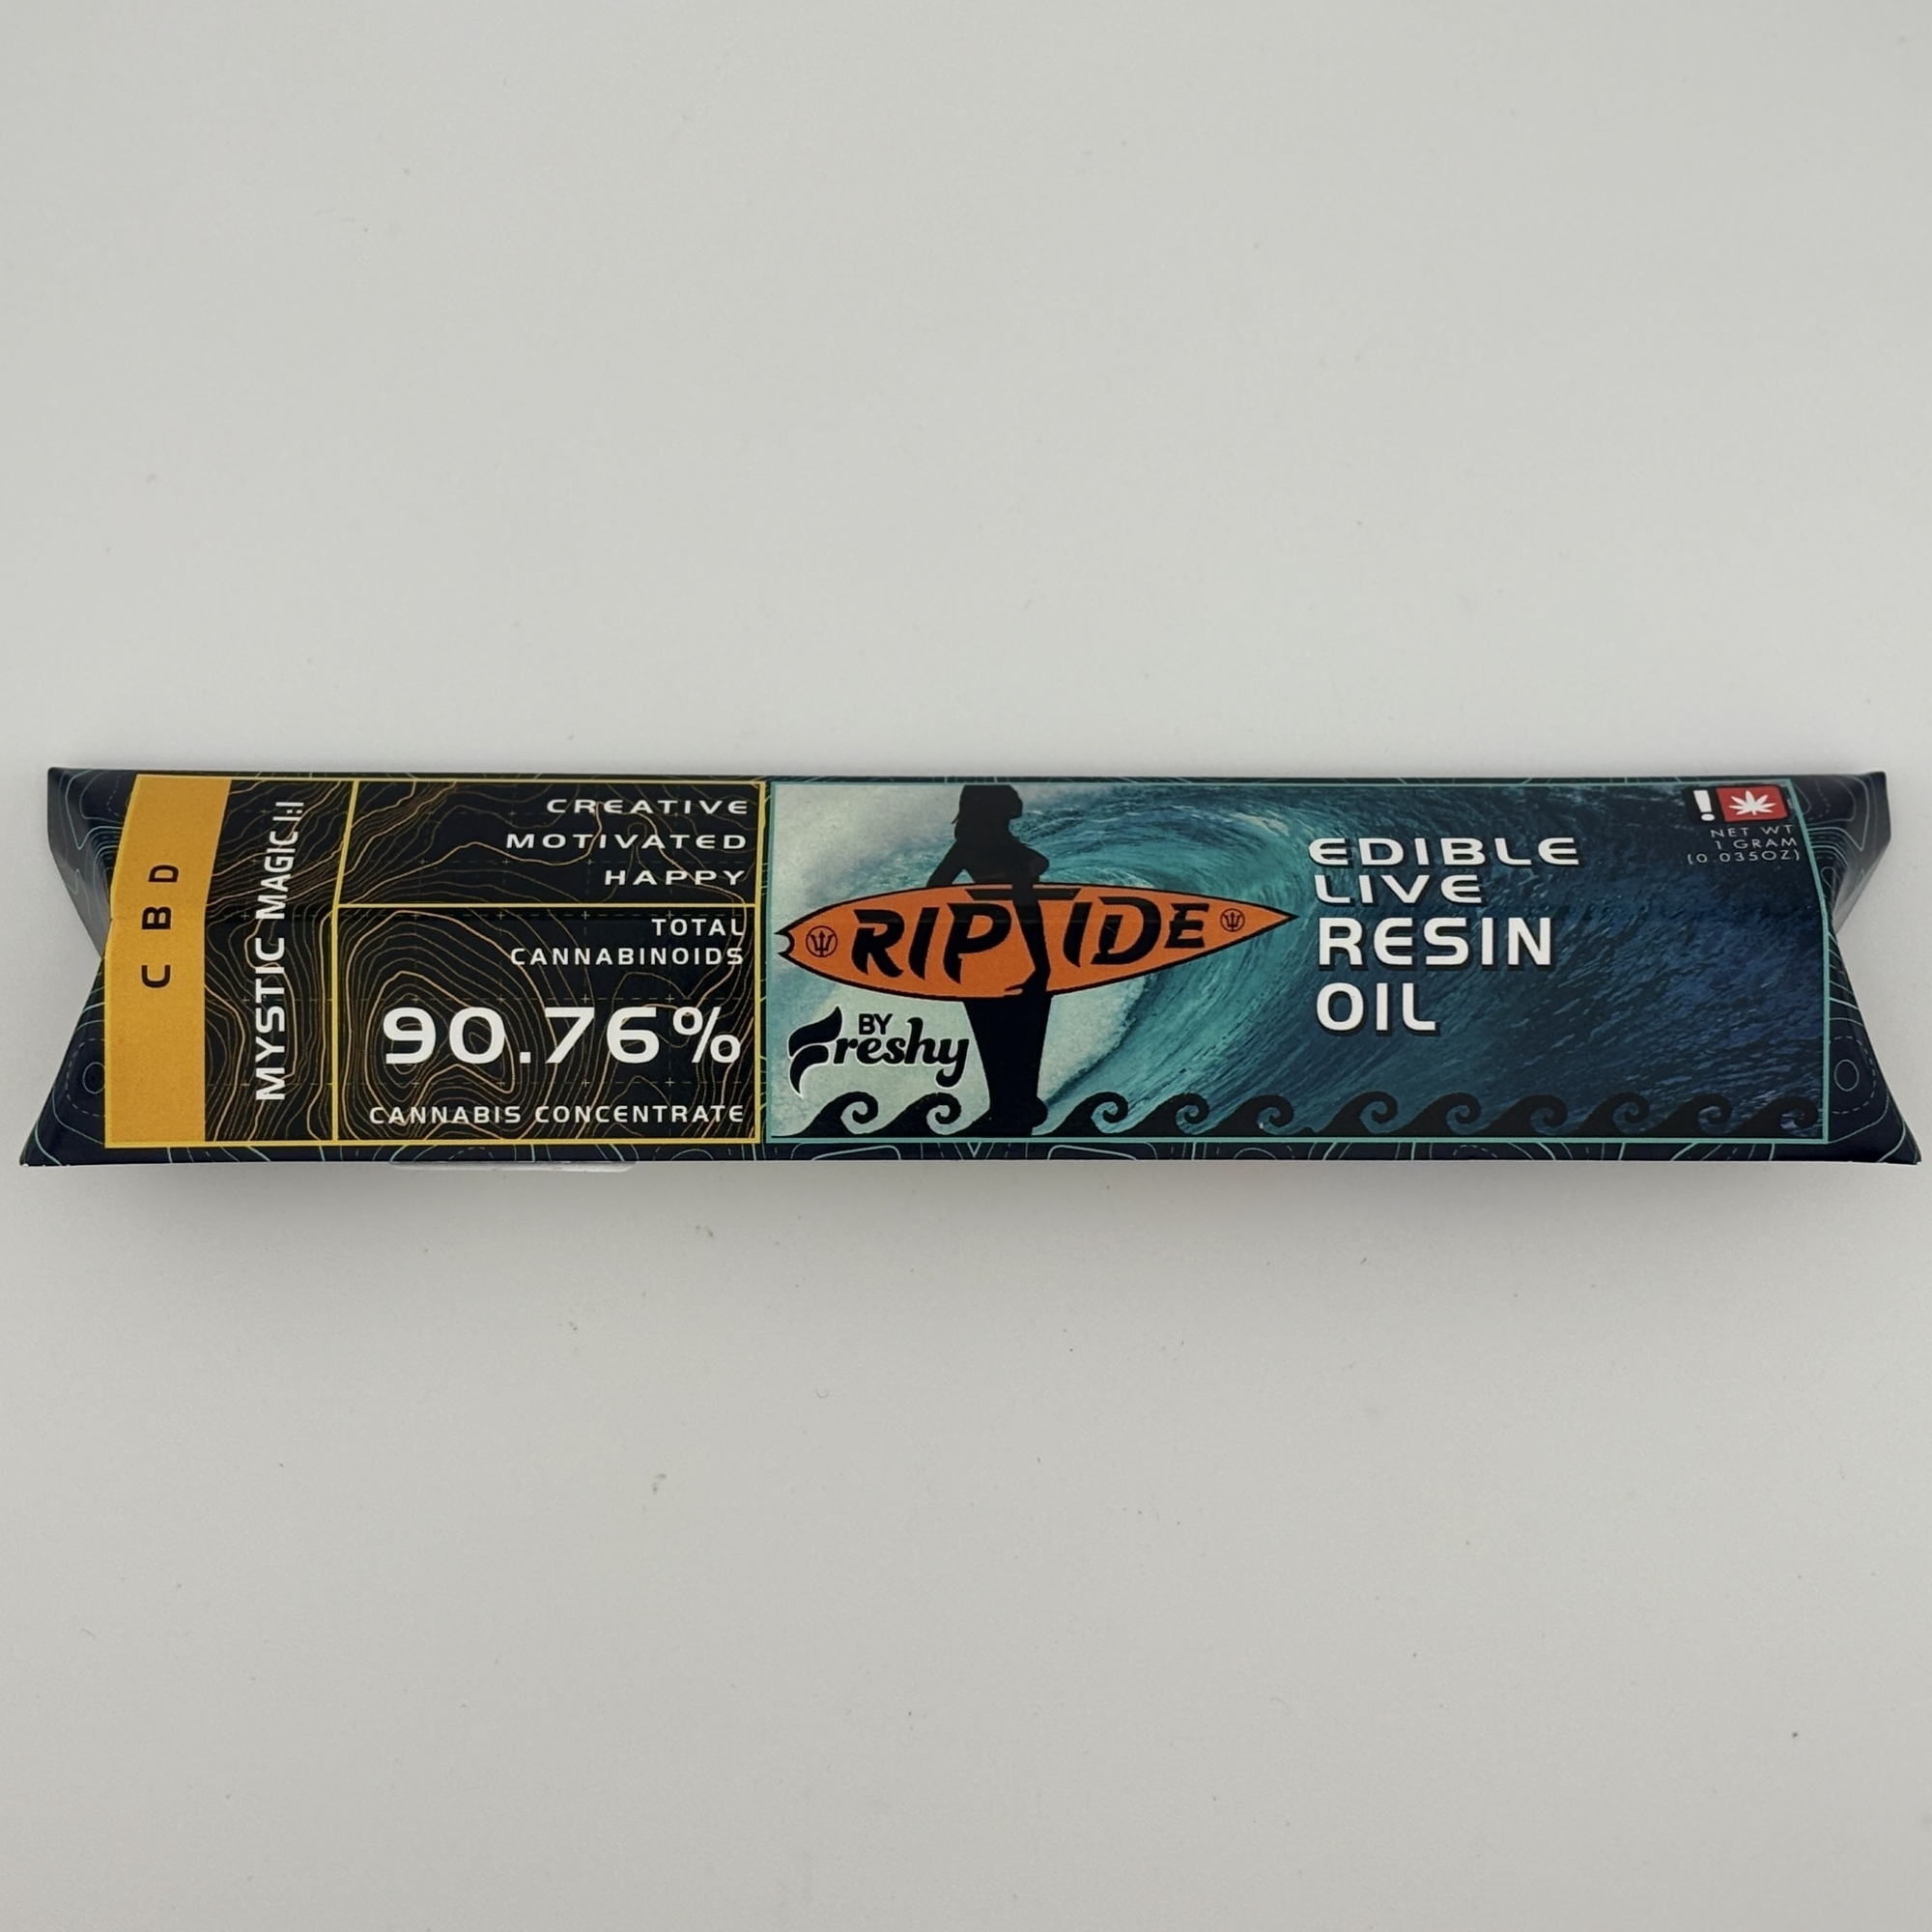 CBD
MYSTIC MAGIC 1:1
CREATIVE
MOTIVATED
HAPPY
TOTAL
CANNABINOIDS
90.76%
CANNABIS CONCENTRATE
RIPTIDE
BY
Freshy
EDIBLE
LIVE
RESIN
OIL
!
NET WT
1 GRAM
(0.035OZ)